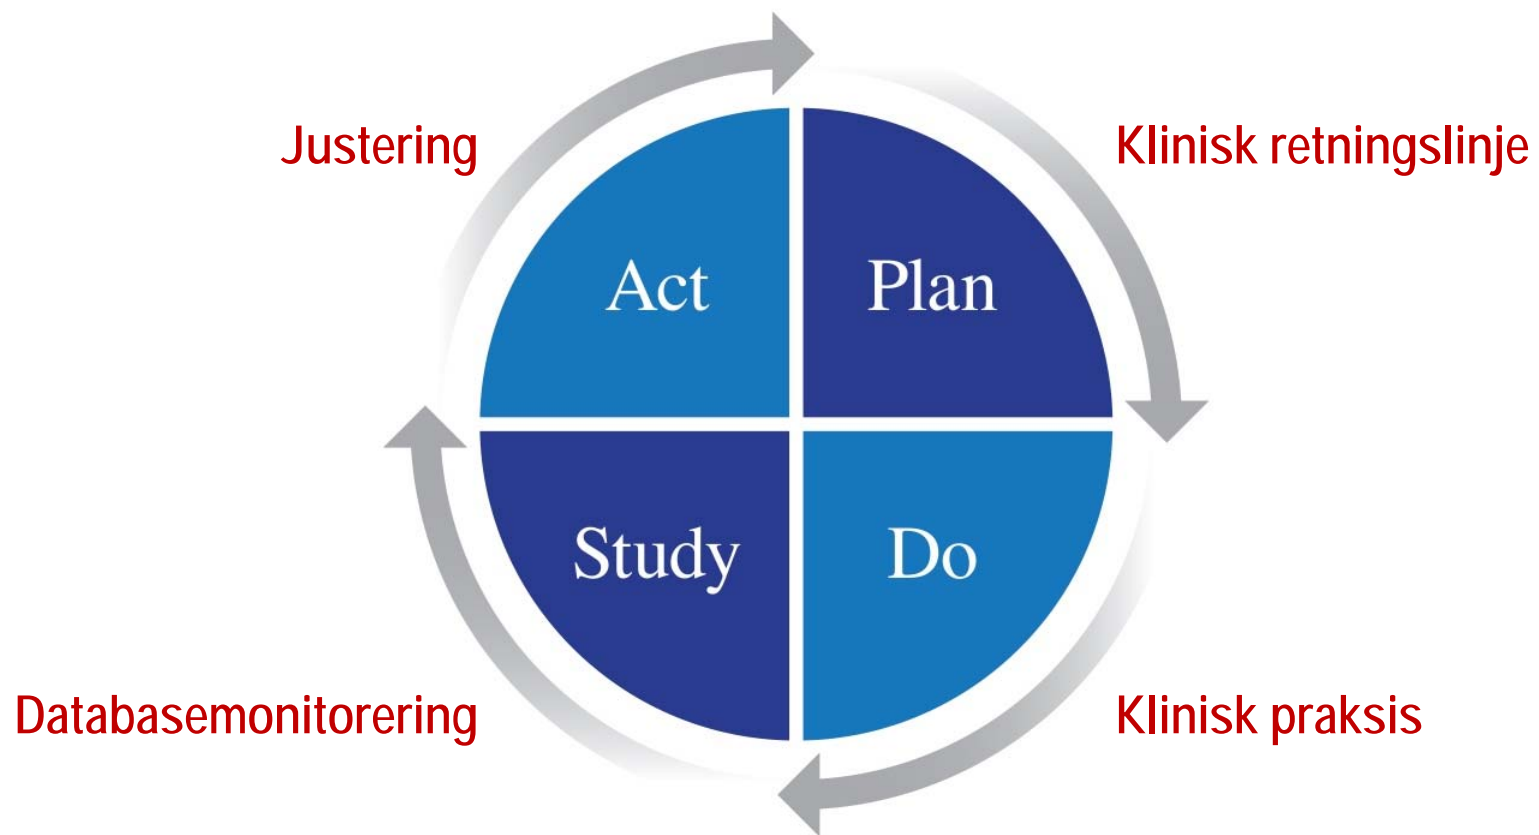 Justering
Klinisk retningslinje
Act
Plan
Study
Do
Databasemonitorering
Klinisk praksis